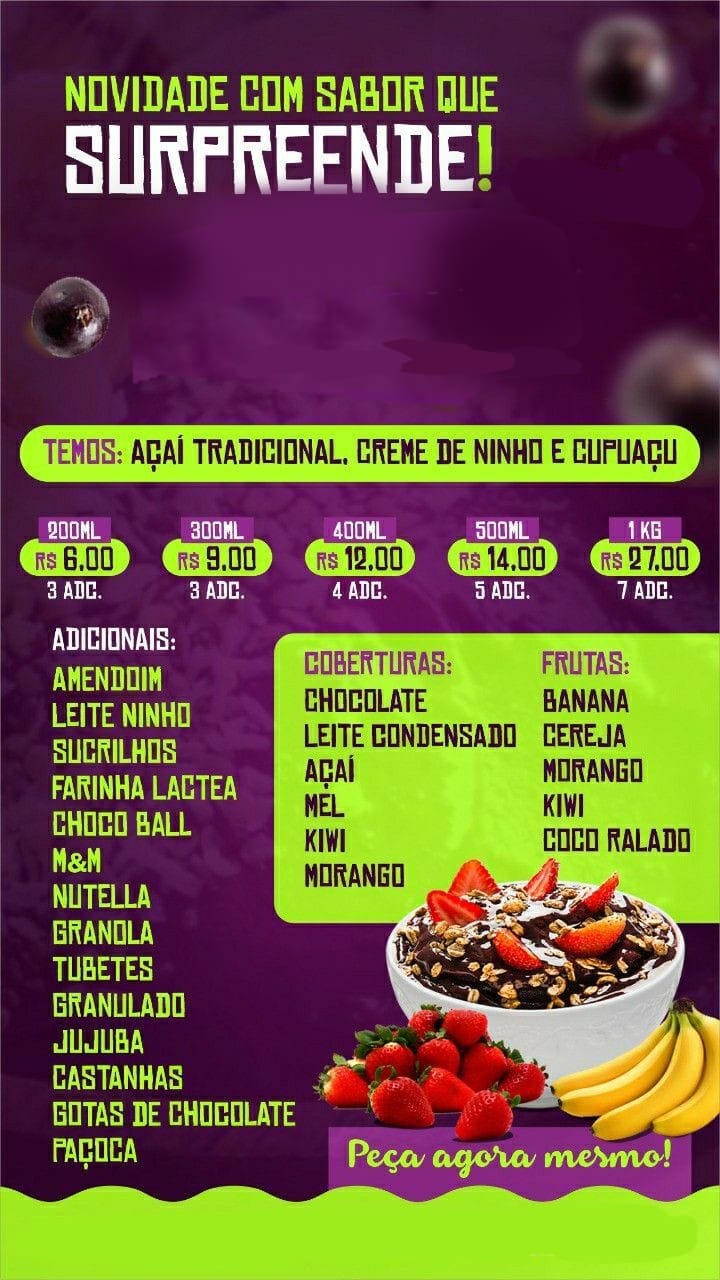 NOVIDADE COM SABOR QUE
SURPREENDE!
TEMOS: AÇAÍ TRADICIONAL, CREME DE NINHO E CUPUAÇU
200ML
R$ 6,00
3 ADC.
300ML
R$ 9,00
3 ADC.
400ML
R$ 12,00
4 ADC.
500ML
R$ 14,00
5 ADC.
1 KG
R$ 27,00
7 ADC.
ADICIONAIS:
AMENDOIM
LEITE NINHO
SUCRILHOS
FARINHA LACTEA
CHOCO BALL
M&M
NUTELLA
GRANOLA
TUBETES
GRANULADO
JUJUBA
CASTANHAS
GOTAS DE CHOCOLATE
PAÇOCA
COBERTURAS:
CHOCOLATE
LEITE CONDENSADO
AÇAÍ
MEL
KIWI
MORANGO
FRUTAS:
BANANA
CEREJA
MORANGO
KIWI
COCO RALADO
Peça agora mesmo!